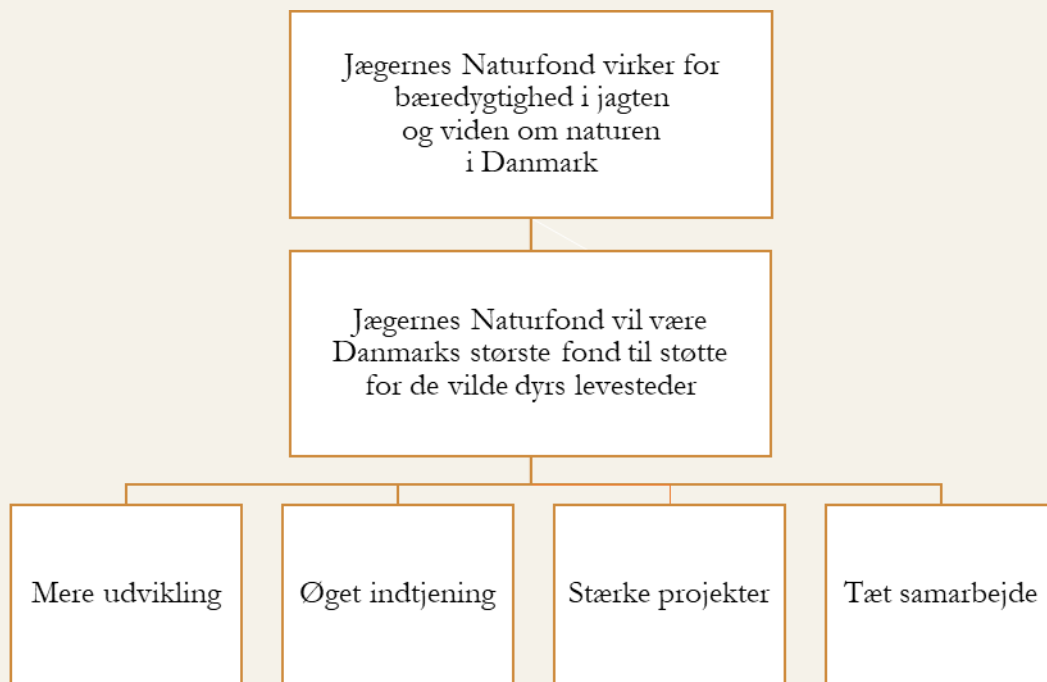 Jægernes Naturfond virker for
bæredygtighed i jagten
og viden om naturen
i Danmark
Jægernes Naturfond vil være
Danmarks største fond til støtte
for de vilde dyrs levesteder
Mere udvikling
Øget indtjening
Stærke projekter
Tæt samarbejde